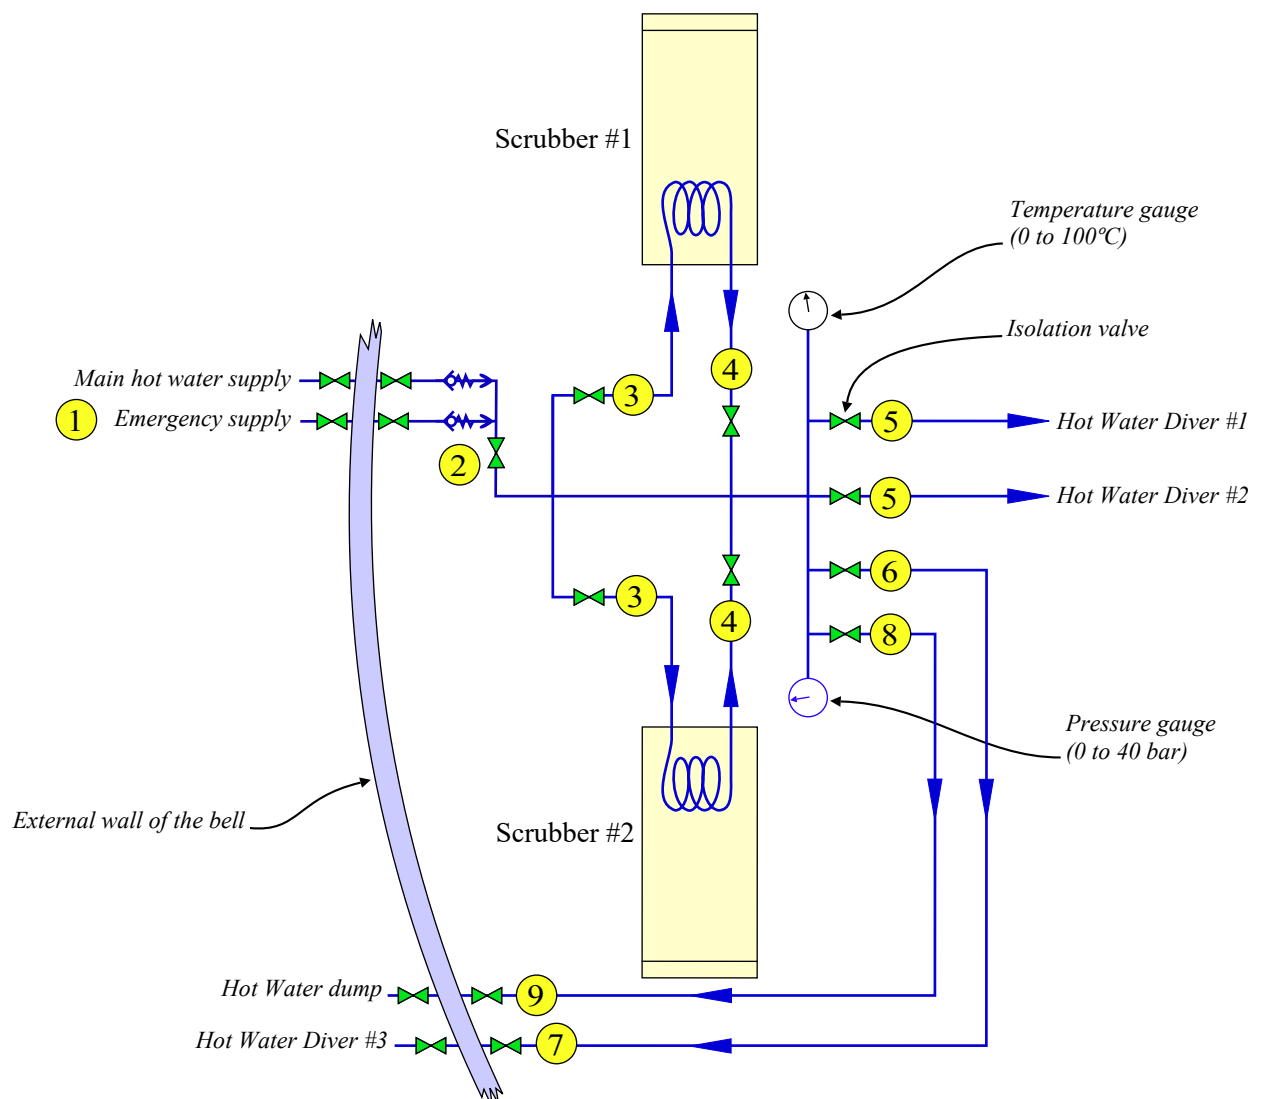 Scrubber #1
Temperature gauge
(0 to 100ºC)
Isolation valve
Main hot water supply
1
Emergency supply
2
3
4
5
Hot Water Diver #1
5
Hot Water Diver #2
3
4
6
8
Pressure gauge
(0 to 40 bar)
External wall of the bell
Scrubber #2
Hot Water dump
9
Hot Water Diver #3
7